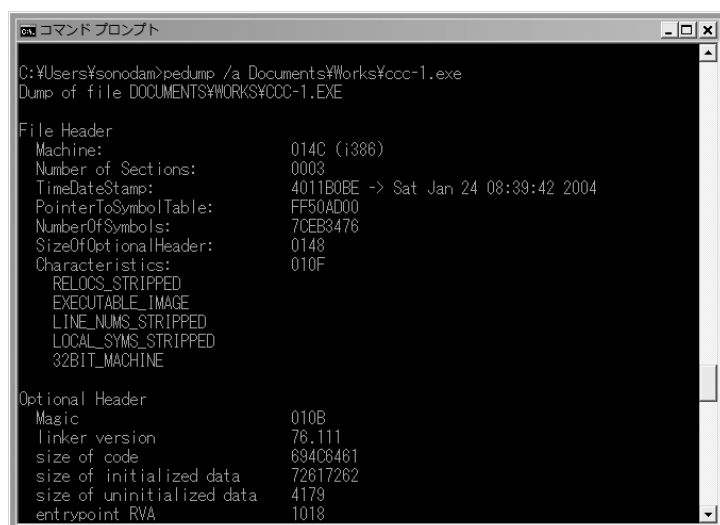 コマンド プロンプト
C:¥Users¥sonodam>pedump /a Documents¥Works¥ccc-1.exe
Dump of file DOCUMENTS¥WORKS¥CCC-1.EXE
File Header
Machine: 014C (i386)
Number of Sections: 0003
TimeDateStamp: 4011B0BE -> Sat Jan 24 08:39:42 2004
PointerToSymbolTable: FF50AD00
NumberOfSymbols: 7CEB3476
SizeOfOptionalHeader: 0148
Characteristics: 010F
RELOCS_STRIPPED
EXECUTABLE_IMAGE
LINE_NUMS_STRIPPED
LOCAL_SYMS_STRIPPED
32BIT_MACHINE
Optional Header
Magic 010B
linker version 76.111
size of code 694C6461
size of initialized data 72617262
size of uninitialized data 4179
entrypoint RVA 1018